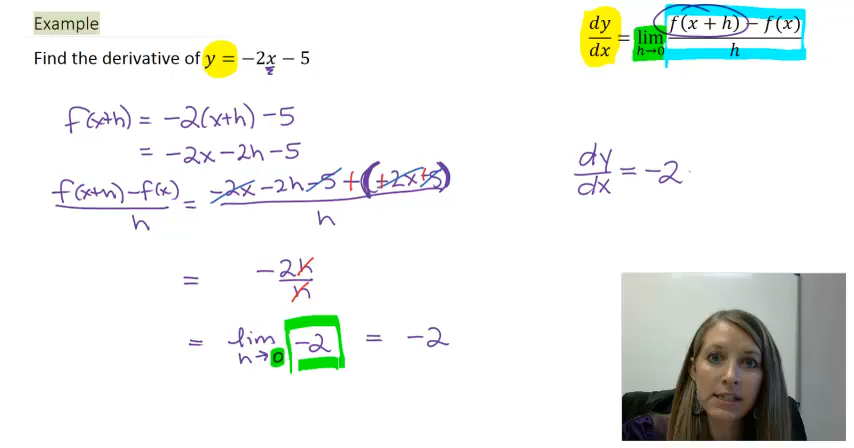 Example
Find the derivative of y = −2x − 5
dy/dx = lim h→0 f(x + h) − f(x) / h
f(x+h) = -2(x+h) -5
= -2x -2h -5
f(x+h) - f(x) / h = -2x -2h -5 + (+2x +5) / h
= -2h / h
= lim h→0 -2 = -2
dy/dx = -2